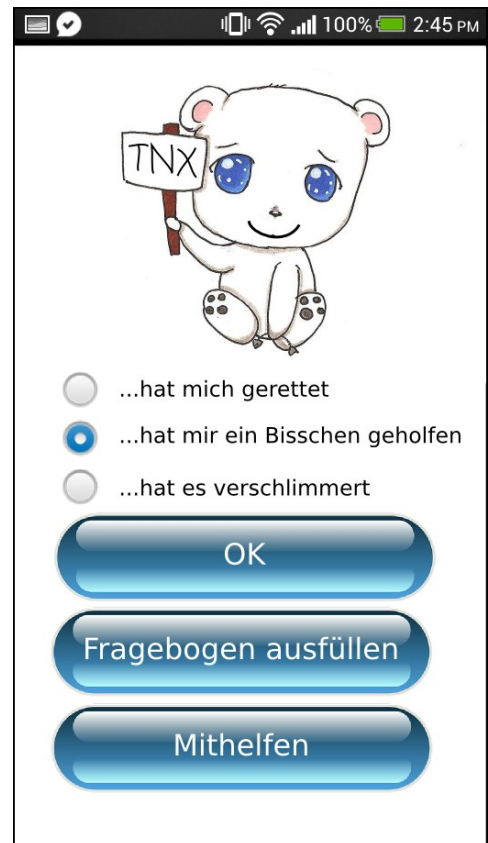 100% 2:45 PM
TNX
...hat mich gerettet
...hat mir ein Bisschen geholfen
...hat es verschlimmert
OK
Fragebogen ausfüllen
Mithelfen